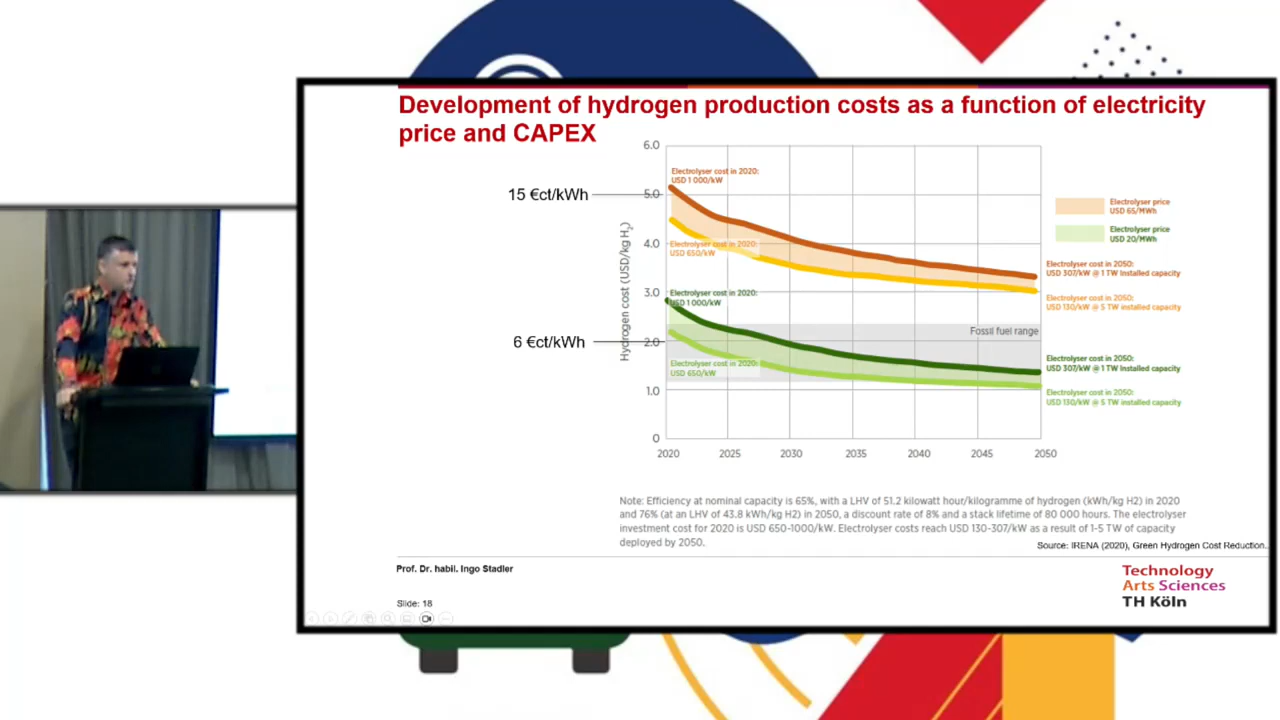 Development of hydrogen production costs as a function of electricity
price and CAPEX
15 €ct/kWh
6 €ct/kWh
Hydrogen cost (USD/kg H2)
6.0
5.0
4.0
3.0
2.0
1.0
0
2020
2025
2030
2035
2040
2045
2050
Electrolyser cost in 2020:
USD 1 000/kW
Electrolyser cost in 2020:
USD 650/kW
Electrolyser cost in 2020:
USD 1 000/kW
Electrolyser cost in 2020:
USD 650/kW
Fossil fuel range
Electrolyser price
USD 65/MWh
Electrolyser price
USD 20/MWh
Electrolyser cost in 2050:
USD 307/kW @ 1 TW Installed capacity
Electrolyser cost in 2050:
USD 130/kW @ 5 TW installed capacity
Electrolyser cost in 2050:
USD 307/kW @ 1 TW Installed capacity
Electrolyser cost in 2050:
USD 130/kW @ 5 TW installed capacity
Note: Efficiency at nominal capacity is 65%, with a LHV of 51.2 kilowatt hour/kilogramme of hydrogen (kWh/kg H2) in 2020
and 76% (at an LHV of 43.8 kWh/kg H2) in 2050, a discount rate of 8% and a stack lifetime of 80 000 hours. The electrolyser
investment cost for 2020 is USD 650-1000/kW. Electrolyser costs reach USD 130-307/kW as a result of 1-5 TW of capacity
deployed by 2050.
Source: IRENA (2020), Green Hydrogen Cost Reduction..
Prof. Dr. habil. Ingo Stadler
Slide: 18
Technology
Arts Sciences
TH Köln